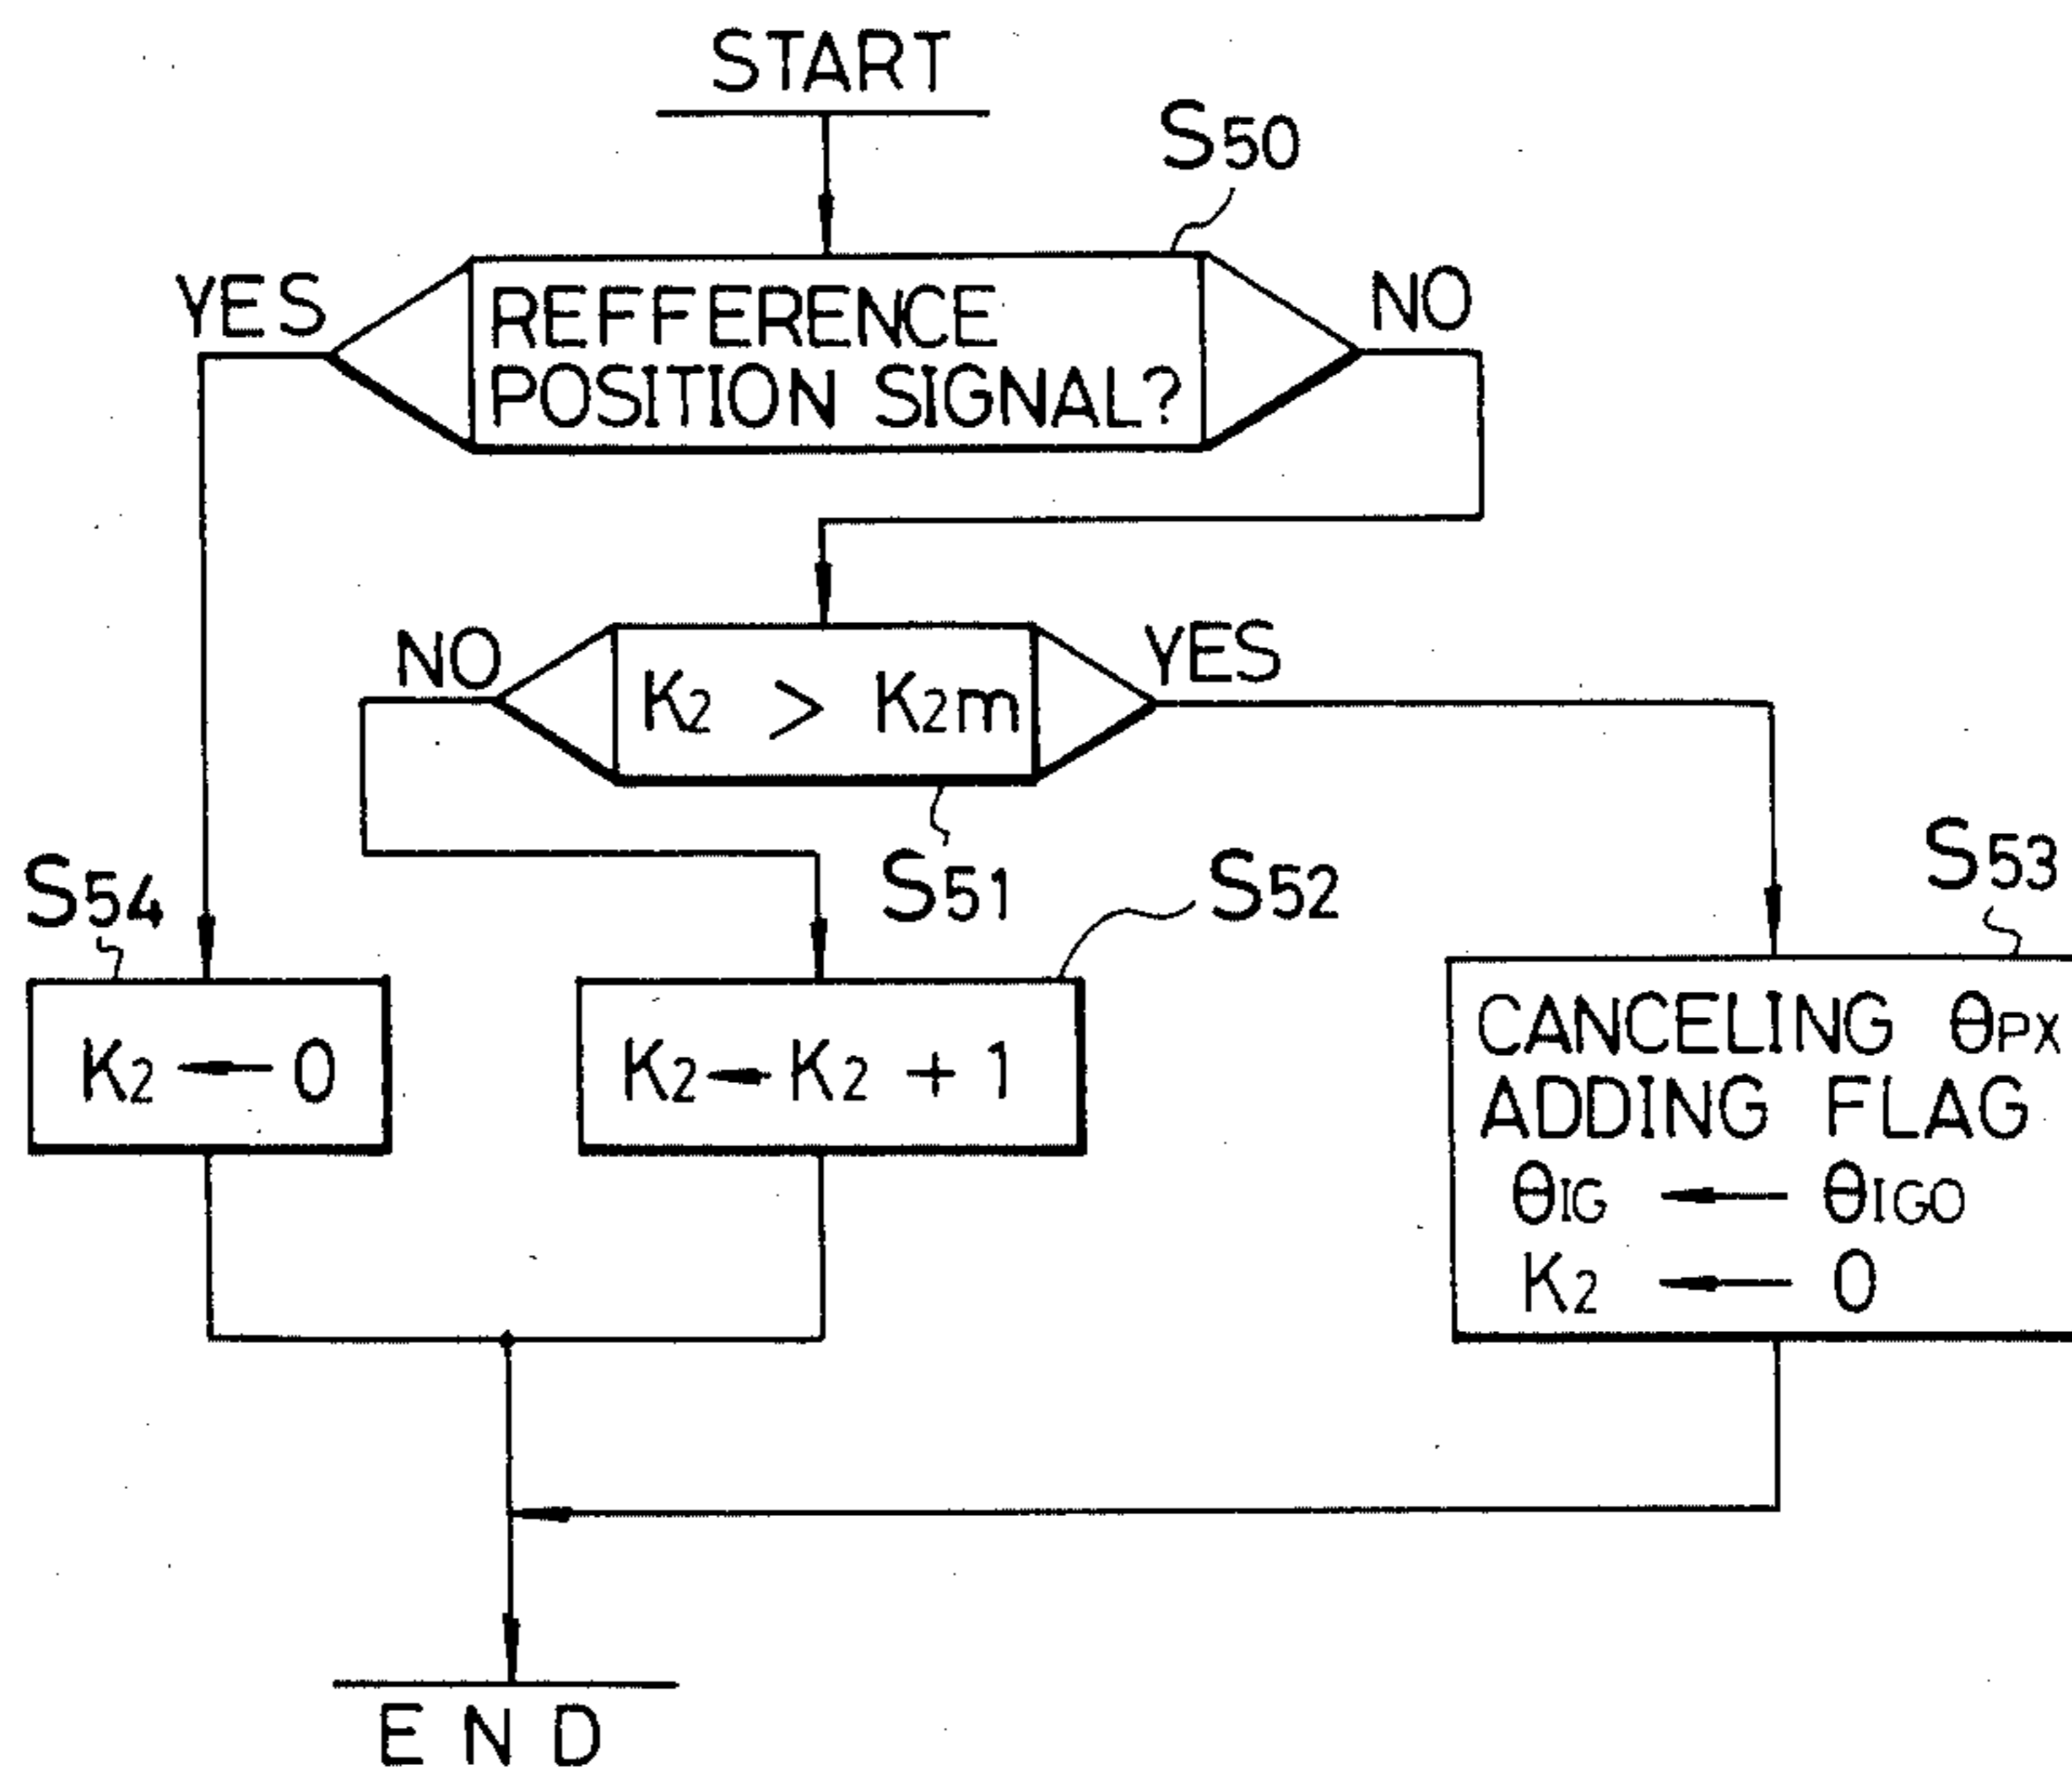 START
S50
YES
NO
REFFERENCE
POSITION SIGNAL?
NO
YES
K2 > K2m
S51
S52
S53
S54
K2 ← 0
K2 ← K2 + 1
CANCELING θPX
ADDING FLAG
θIG ← θIGO
K2 ← 0
END